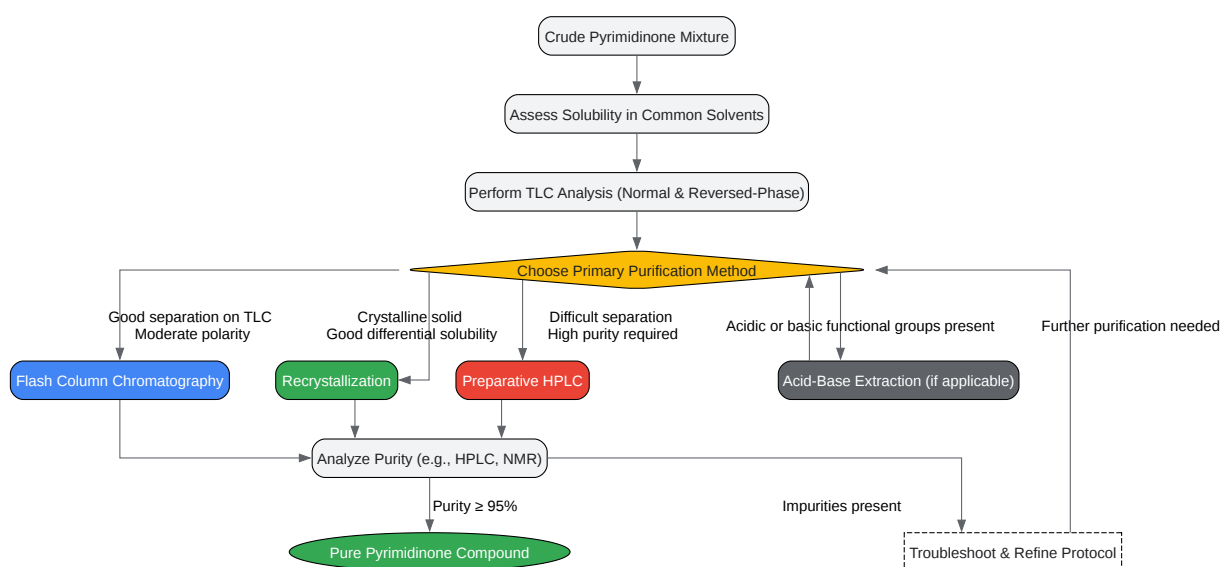 Crude Pyrimidinone Mixture
Assess Solubility in Common Solvents
Perform TLC Analysis (Normal & Reversed-Phase)
Choose Primary Purification Method
Good separation on TLC
Moderate polarity
Crystalline solid
Good differential solubility
Difficult separation
High purity required
Acidic or basic functional groups present
Further purification needed
Flash Column Chromatography
Recrystallization
Preparative HPLC
Acid-Base Extraction (if applicable)
Analyze Purity (e.g., HPLC, NMR)
Purity ≥ 95%
Impurities present
Pure Pyrimidinone Compound
Troubleshoot & Refine Protocol